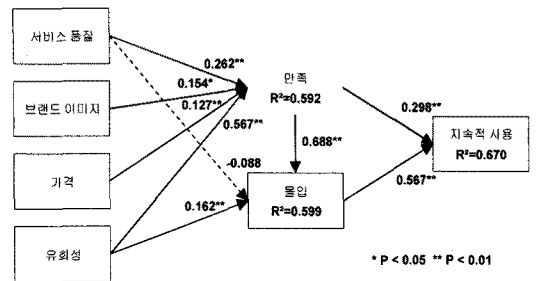 서비스 품질
브랜드 이미지
가격
유희성
0.262**
0.154*
0.127**
0.567**
-0.088
0.162**
만족
R²=0.592
0.688**
몰입
R²=0.599
0.298**
0.567**
지속적 사용
R²=0.670
* P < 0.05 ** P < 0.01